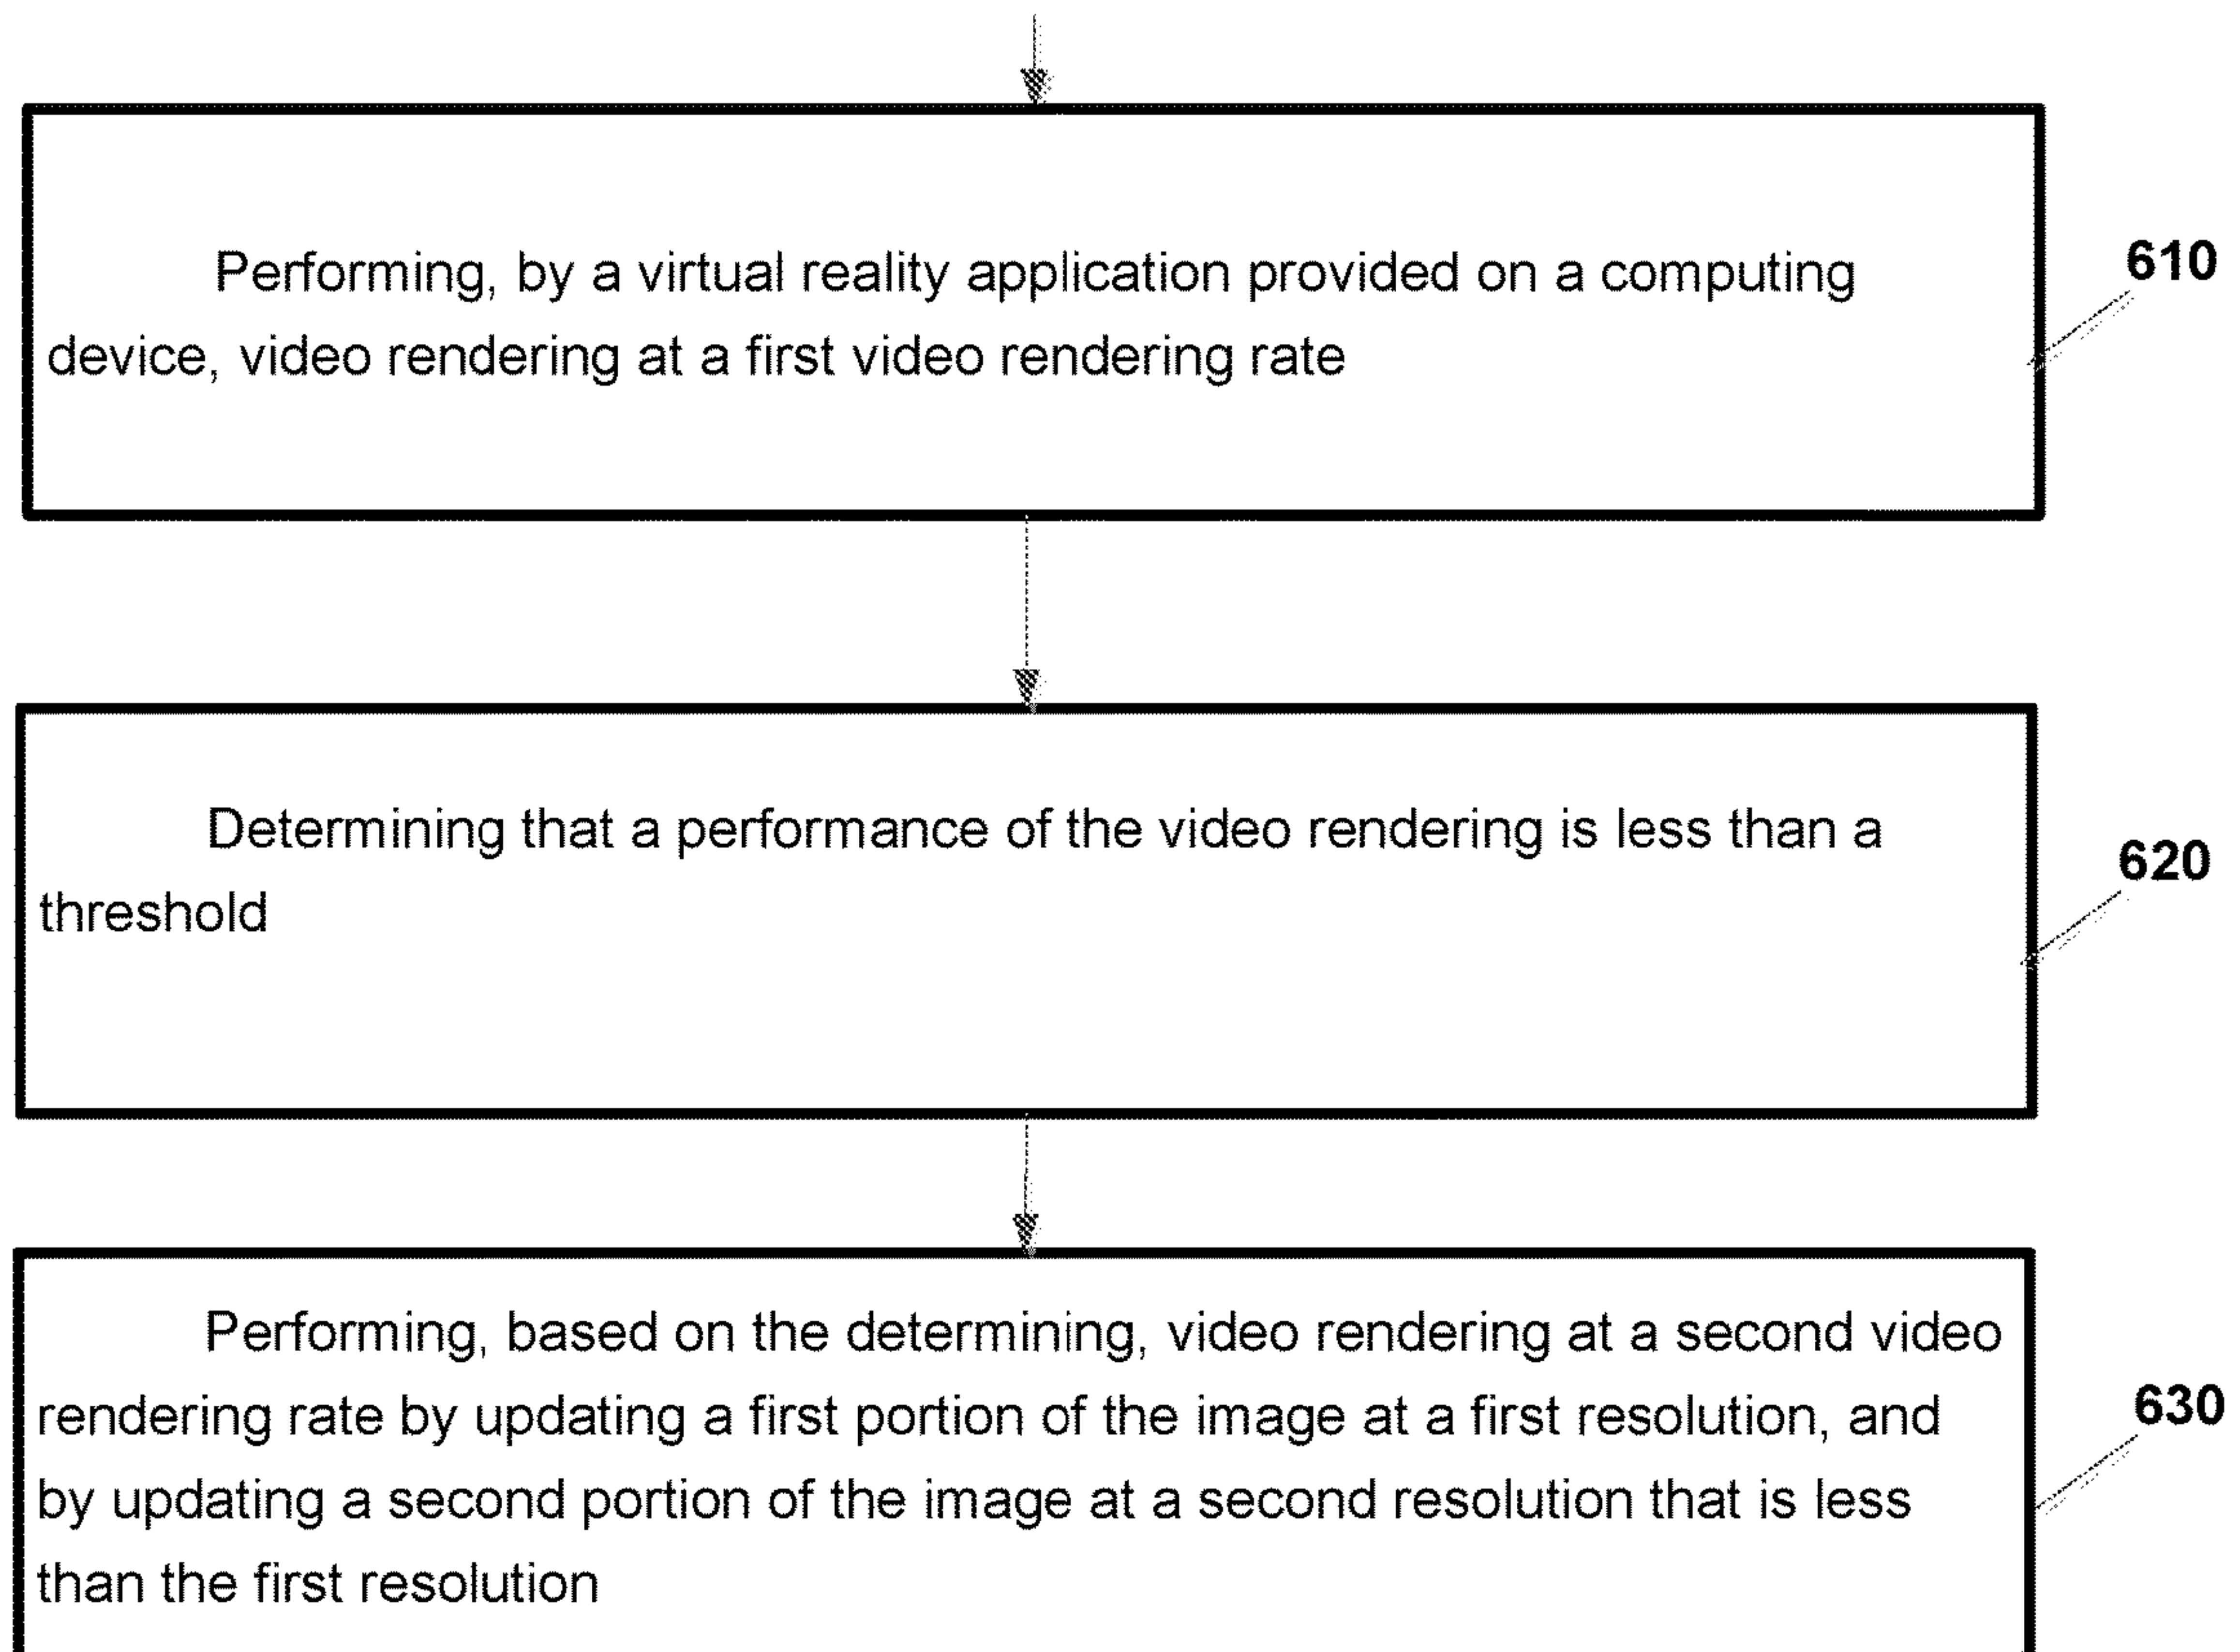 Performing, by a virtual reality application provided on a computing
device, video rendering at a first video rendering rate
610
Determining that a performance of the video rendering is less than a
threshold
620
Performing, based on the determining, video rendering at a second video
rendering rate by updating a first portion of the image at a first resolution, and
by updating a second portion of the image at a second resolution that is less
than the first resolution
630